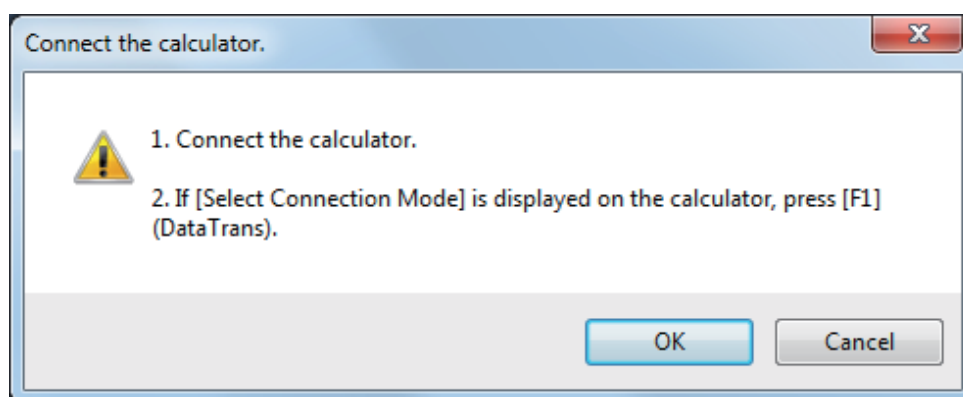 Connect the calculator.
1. Connect the calculator.
2. If [Select Connection Mode] is displayed on the calculator, press [F1]
(DataTrans).
OK
Cancel